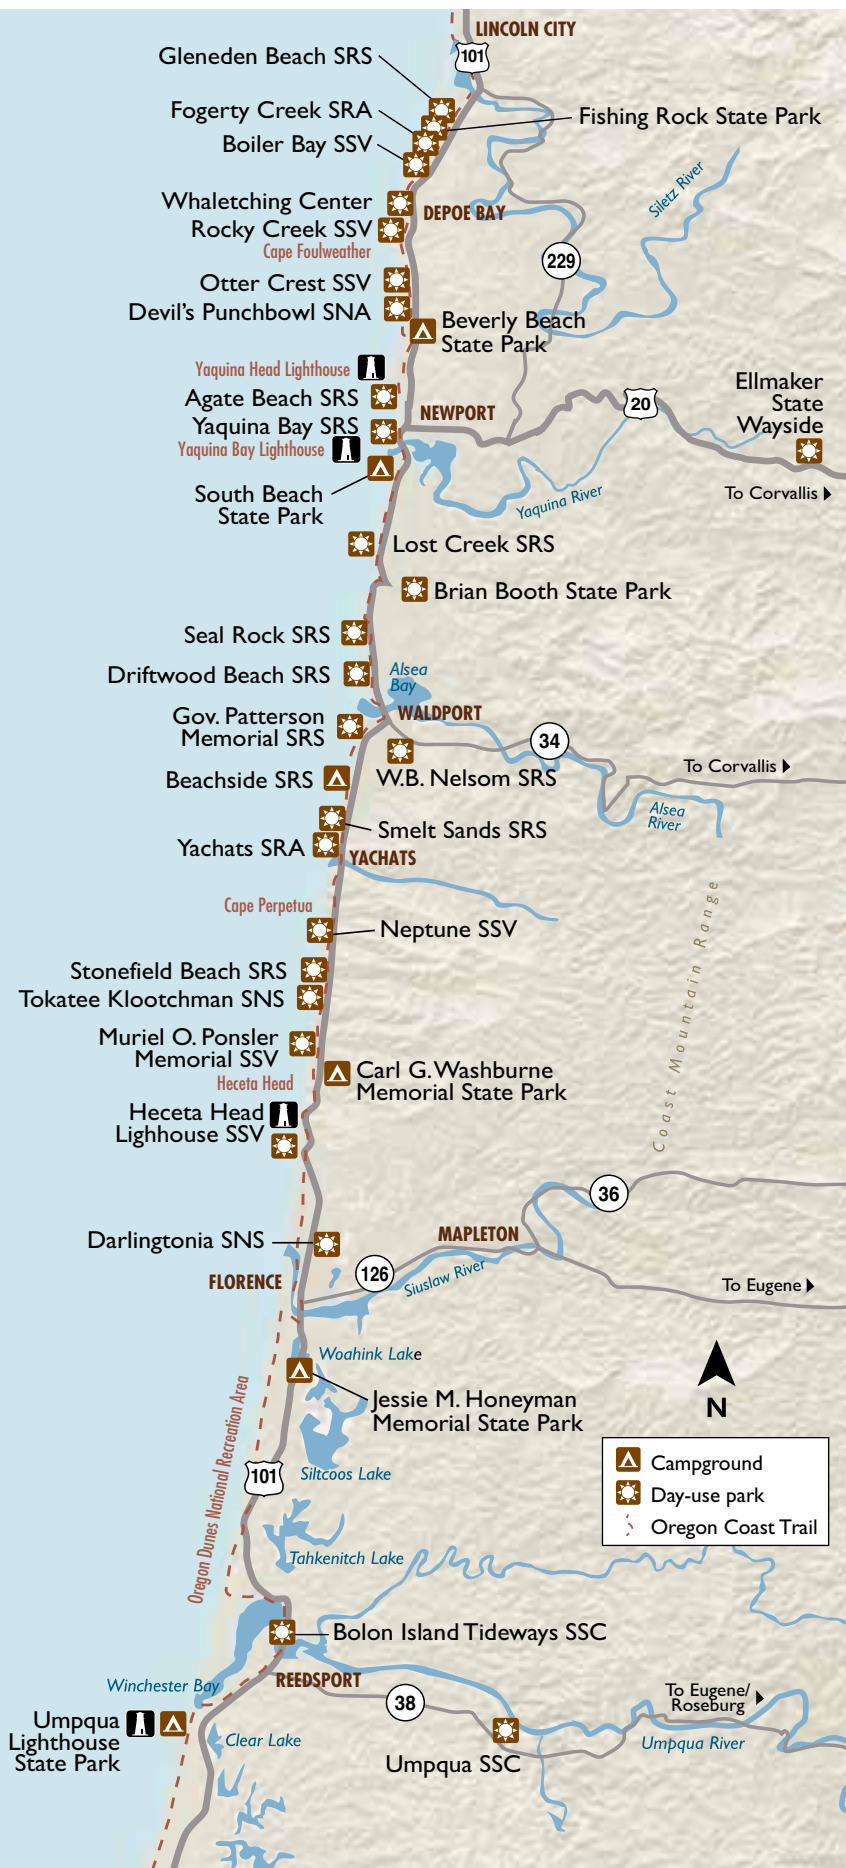 LINCOLN CITY
Gleneden Beach SRS
101
Fogerty Creek SRA
Fishing Rock State Park
Boiler Bay SSV
Siletz River
Whaletching Center
DEPOE BAY
Rocky Creek SSV
Cape Foulweather
229
Otter Crest SSV
Devil's Punchbowl SNA
Beverly Beach
State Park
Yaquina Head Lighthouse
Agate Beach SRS
NEWPORT
20
Ellmaker
State
Wayside
Yaquina Bay SRS
Yaquina Bay Lighthouse
South Beach
State Park
Yaquina River
To Corvallis
Lost Creek SRS
Brian Booth State Park
Seal Rock SRS
Driftwood Beach SRS
Alsea
Bay
Gov. Patterson
Memorial SRS
WALDPORT
34
Beachside SRS
W.B. Nelsom SRS
To Corvallis
Smelt Sands SRS
Alsea
River
Yachats SRA
YACHATS
Cape Perpetua
Neptune SSV
Coast Mountain Range
Stonefield Beach SRS
Tokatee Klootchman SNS
Muriel O. Ponsler
Memorial SSV
Heceta Head
Carl G. Washburne
Memorial State Park
Heceta Head
Lighhouse SSV
36
Darlingtonia SNS
MAPLETON
126
Siuslaw River
FLORENCE
To Eugene
Woahink Lake
Jessie M. Honeyman
Memorial State Park
N
Oregon Dunes National Recreation Area
101
Siltcoos Lake
Campground
Day-use park
Oregon Coast Trail
Tahkenitch Lake
Bolon Island Tideways SSC
Winchester Bay
REEDSPORT
38
To Eugene/
Roseburg
Umpqua
Lighthouse
State Park
Clear Lake
Umpqua River
Umpqua SSC